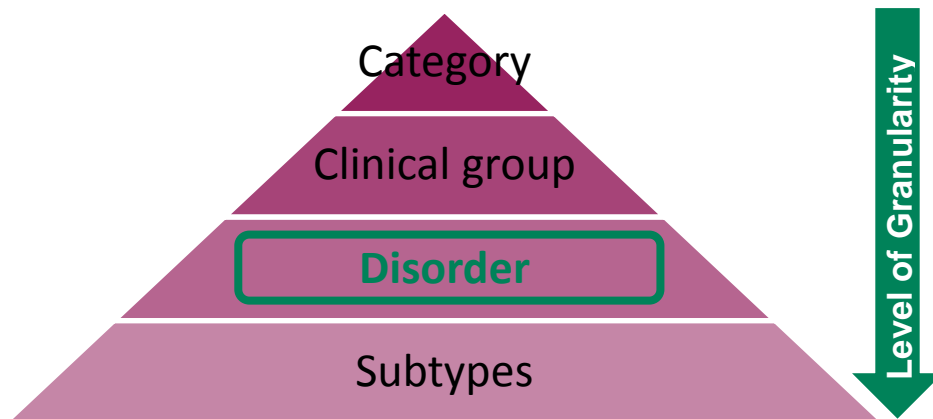 Category
Clinical group
Disorder
Subtypes
Level of Granularity